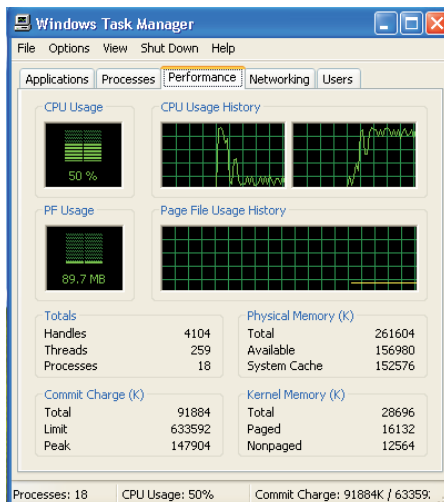 Windows Task Manager
File Options View Shut Down Help
Applications Processes Performance Networking Users
CPU Usage CPU Usage History
50 %
PF Usage Page File Usage History
89.7 MB
Totals Physical Memory (K)
Handles 4104 Total 261604
Threads 259 Available 156980
Processes 18 System Cache 152576
Commit Charge (K) Kernel Memory (K)
Total 91884 Total 28696
Limit 633592 Paged 16132
Peak 147904 Nonpaged 12564
Processes: 18 CPU Usage: 50% Commit Charge: 91884K / 63359